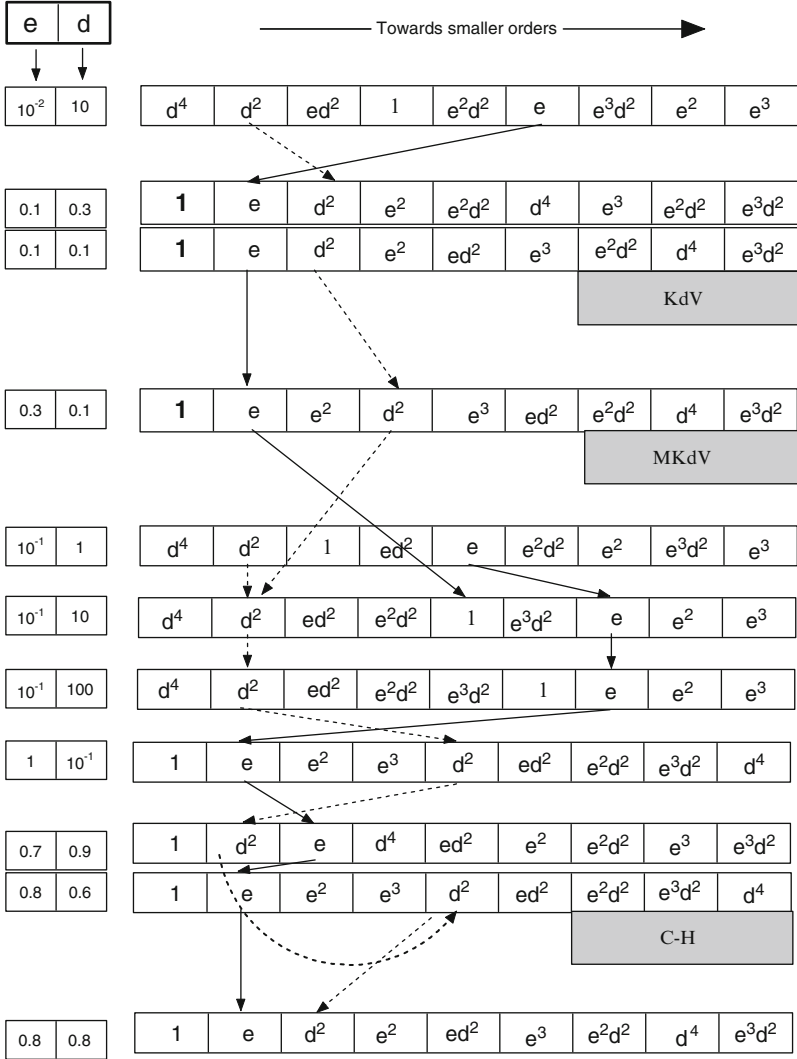 e d
Towards smaller orders
10⁻² 10 d⁴ d² ed² 1 e²d² e e³d² e² e³
0.1 0.3 1 e d² e² e²d² d⁴ e³ e²d² e³d²
0.1 0.1 1 e d² e² ed² e³ e²d² d⁴ e³d²
KdV
0.3 0.1 1 e e² d² e³ ed² e²d² d⁴ e³d²
MKdV
10⁻¹ 1 d⁴ d² 1 ed² e e²d² e² e³d² e³
10⁻¹ 10 d⁴ d² ed² e²d² 1 e³d² e e² e³
10⁻¹ 100 d⁴ d² ed² e²d² e³d² 1 e e² e³
1 10⁻¹ 1 e e² e³ d² ed² e²d² e³d² d⁴
0.7 0.9 1 d² e d⁴ ed² e² e²d² e³ e³d²
0.8 0.6 1 e e² e³ d² ed² e²d² e³d² d⁴
C-H
0.8 0.8 1 e d² e² ed² e³ e²d² d⁴ e³d²